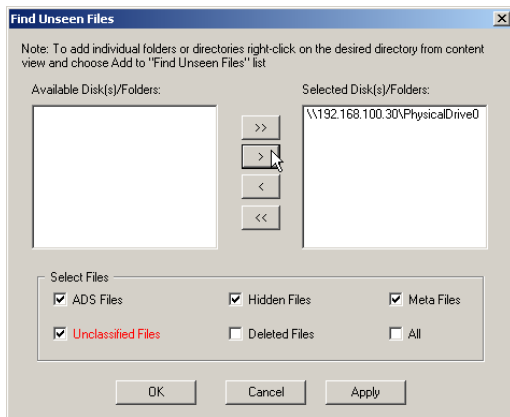 Find Unseen Files
Note: To add individual folders or directories right-click on the desired directory from content
view and choose Add to "Find Unseen Files" list
Available Disk(s)/Folders:
Selected Disk(s)/Folders:
\\192.168.100.30\PhysicalDrive0
>>
>
<
<<
Select Files
ADS Files
Hidden Files
Meta Files
Unclassified Files
Deleted Files
All
OK
Cancel
Apply